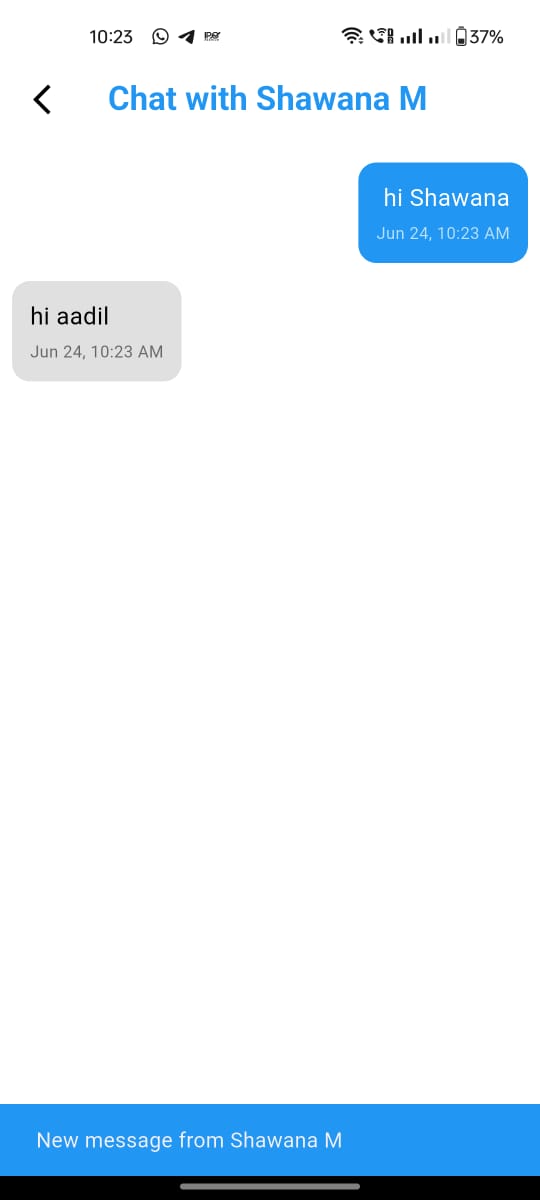 10:23
37%
Chat with Shawana M
hi Shawana
Jun 24, 10:23 AM
hi aadil
Jun 24, 10:23 AM
New message from Shawana M